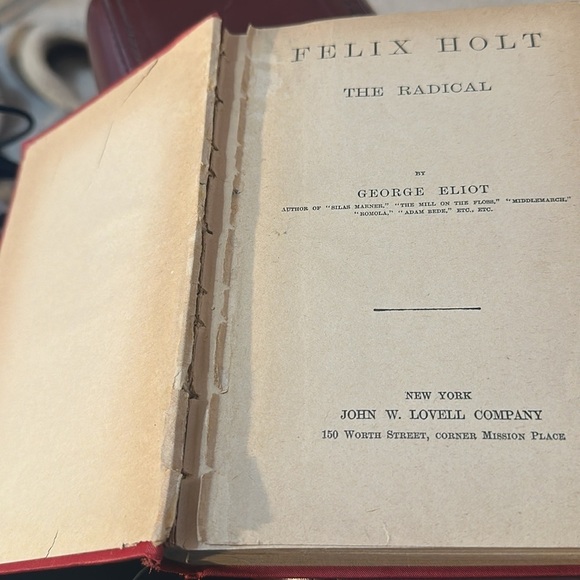 FELIX HOLT
THE RADICAL
BY
GEORGE ELIOT
AUTHOR OF "SILAS MARNER," "THE MILL ON THE FLOSS," "MIDDLEMARCH,"
"ROMOLA," "ADAM BEDE," ETC., ETC.
NEW YORK
JOHN W. LOVELL COMPANY
150 WORTH STREET, CORNER MISSION PLACE